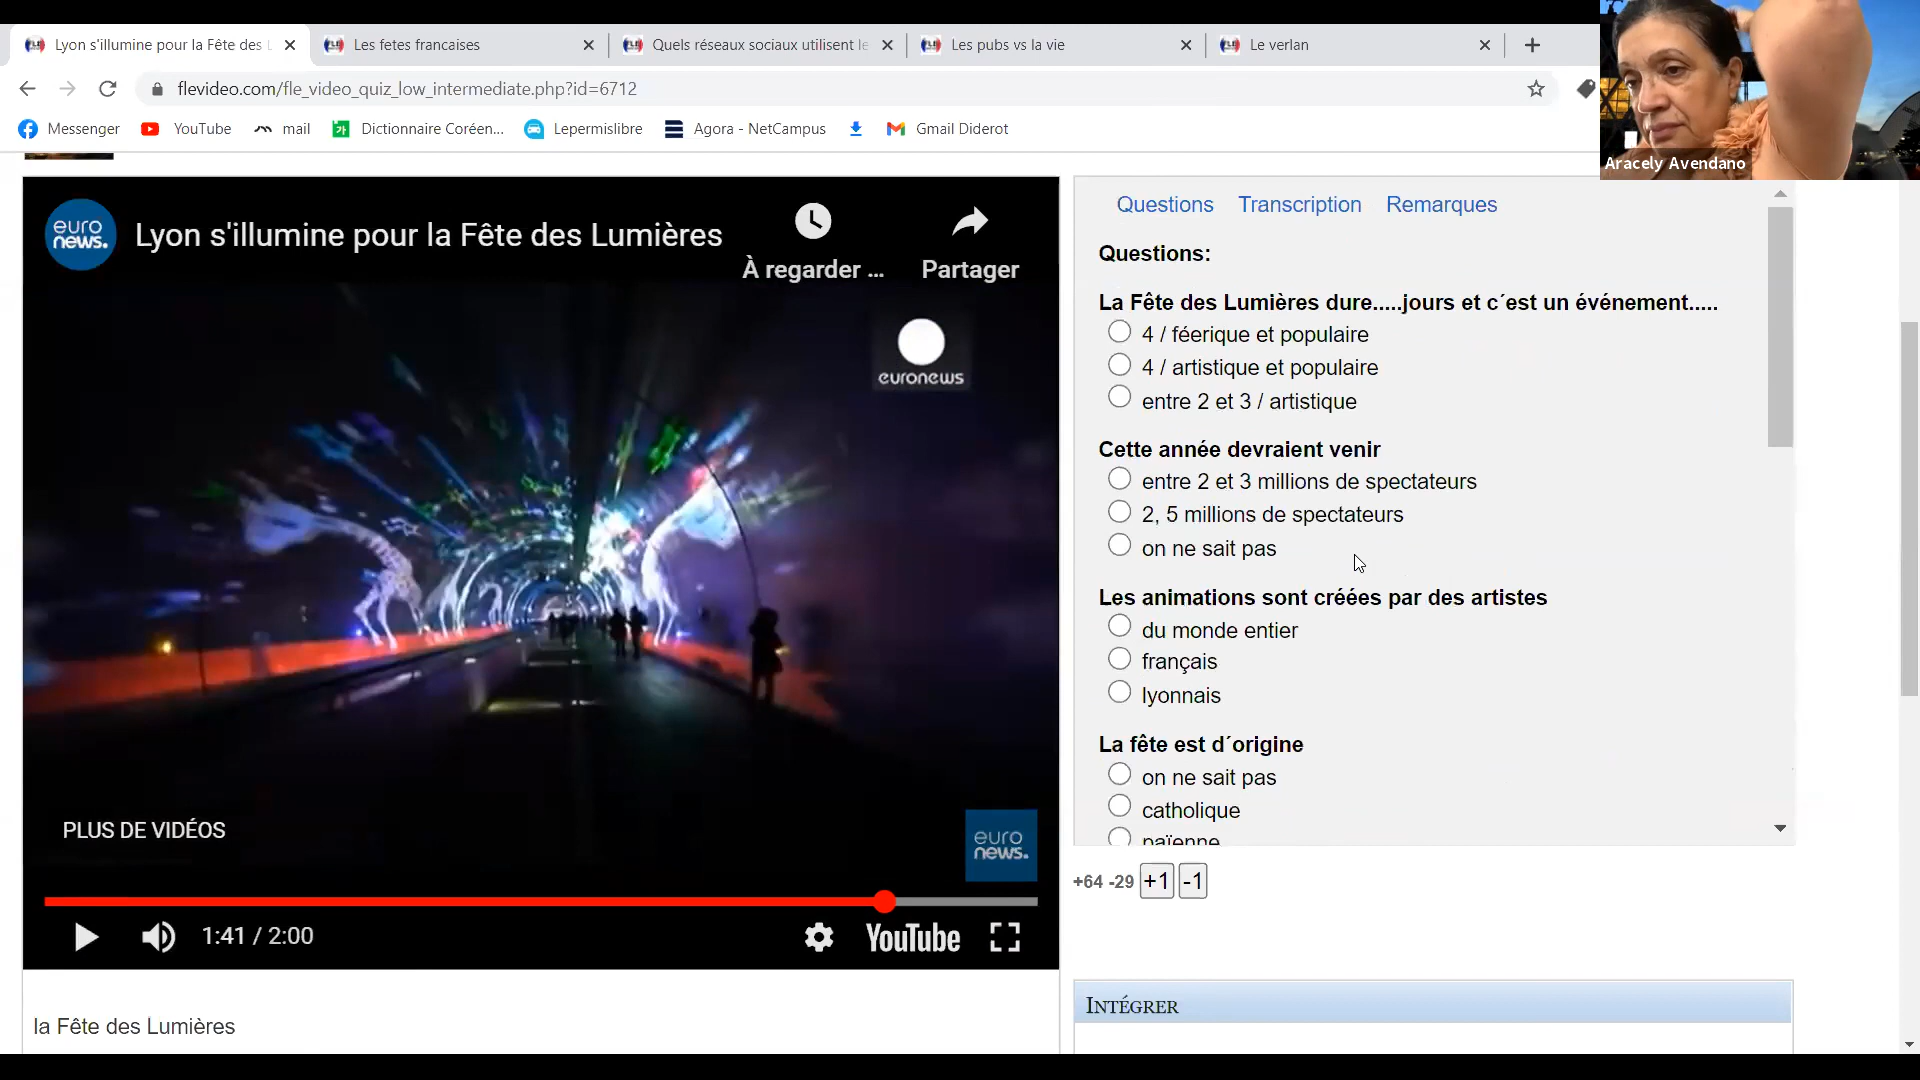 Lyon s'illumine pour la Fête des
Les fetes francaises
Quels réseaux sociaux utilisent le
Les pubs vs la vie
Le verlan
flevideo.com/fle_video_quiz_low_intermediate.php?id=6712
Messenger
YouTube
mail
Dictionnaire Coréen...
Lepermislibre
Agora - NetCampus
Gmail Diderot
Aracely Avendano
euro
news.
Lyon s'illumine pour la Fête des Lumières
À regarder ...
Partager
euronews
PLUS DE VIDÉOS
euro
news.
1:41 / 2:00
YouTube
la Fête des Lumières
Questions
Transcription
Remarques
Questions:
La Fête des Lumières dure.....jours et c´est un événement.....
4 / féerique et populaire
4 / artistique et populaire
entre 2 et 3 / artistique
Cette année devraient venir
entre 2 et 3 millions de spectateurs
2, 5 millions de spectateurs
on ne sait pas
Les animations sont créées par des artistes
du monde entier
français
lyonnais
La fête est d´origine
on ne sait pas
catholique
païenne
+64 -29 +1 -1
Intégrer